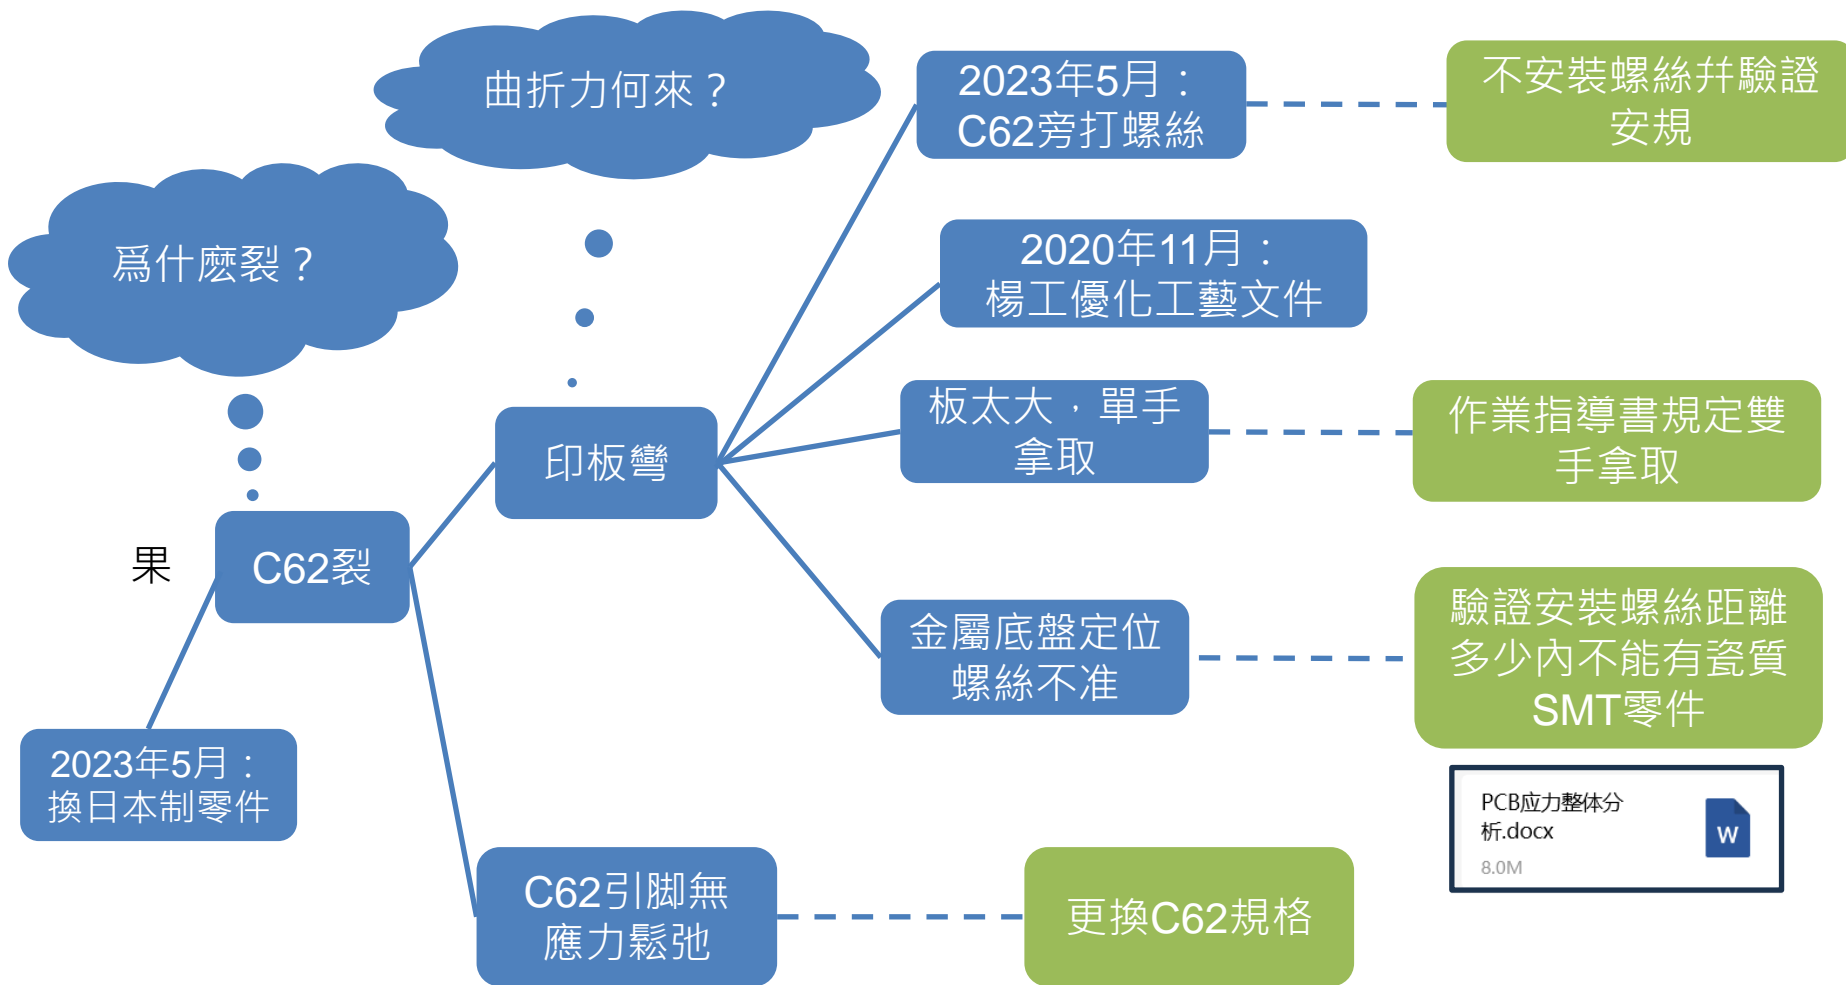 曲折力何來？
爲什麽裂？
2023年5月：
C62旁打螺絲
不安裝螺絲幷驗證
安規
2020年11月：
楊工優化工藝文件
板太大，單手
拿取
作業指導書規定雙
手拿取
印板彎
果
C62裂
金屬底盤定位
螺絲不准
驗證安裝螺絲距離
多少內不能有瓷質
SMT零件
2023年5月：
換日本制零件
PCB应力整体分
析.docx
W
8.0M
C62引脚無
應力鬆弛
更換C62規格